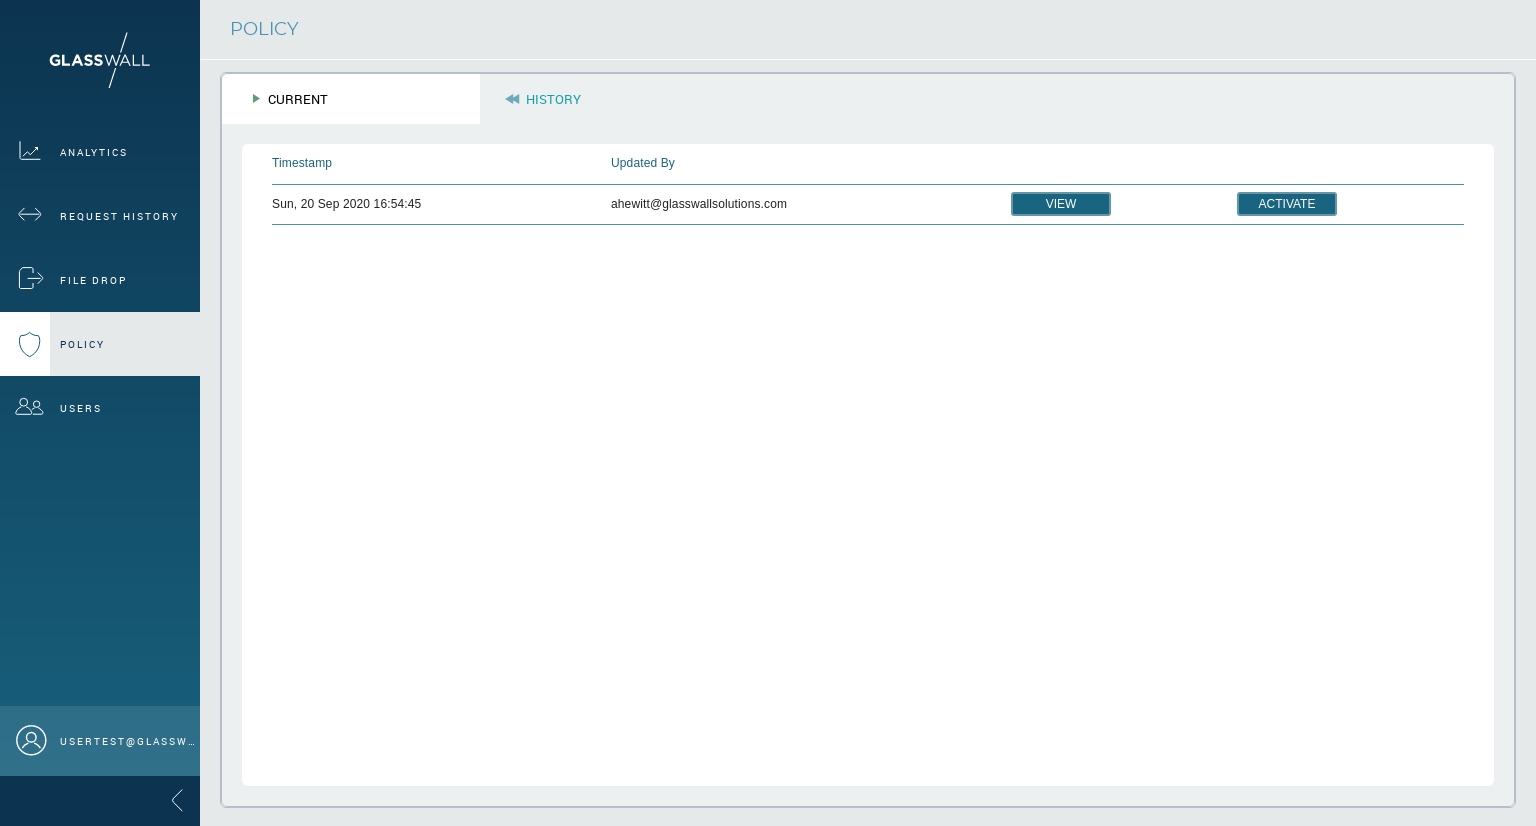 GLASSWALL
ANALYTICS
REQUEST HISTORY
FILE DROP
POLICY
USERS
USERTEST@GLASSW...
POLICY
CURRENT
HISTORY
Timestamp Updated By
Sun, 20 Sep 2020 16:54:45 ahewitt@glasswallsolutions.com VIEW ACTIVATE